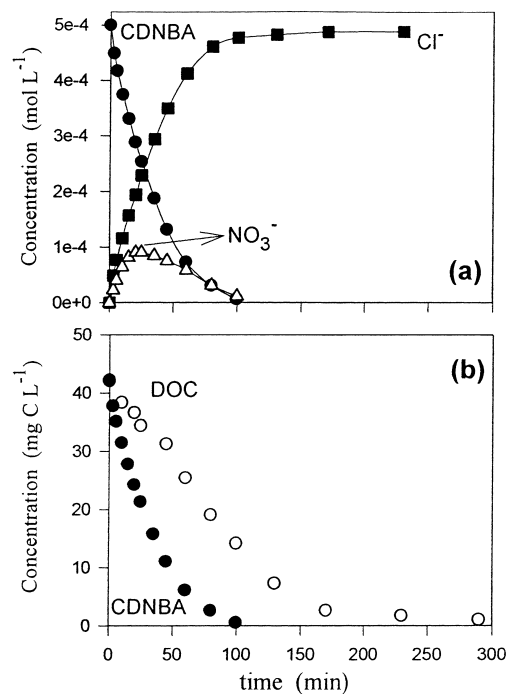 5e-4
CDNBA
Cl⁻
4e-4
3e-4
2e-4
1e-4
NO₃⁻
0e+0
(a)
Concentration (mol L⁻¹)
50
(b)
DOC
40
30
20
10
CDNBA
0
Concentration (mg C L⁻¹)
0 50 100 150 200 250 300
time (min)